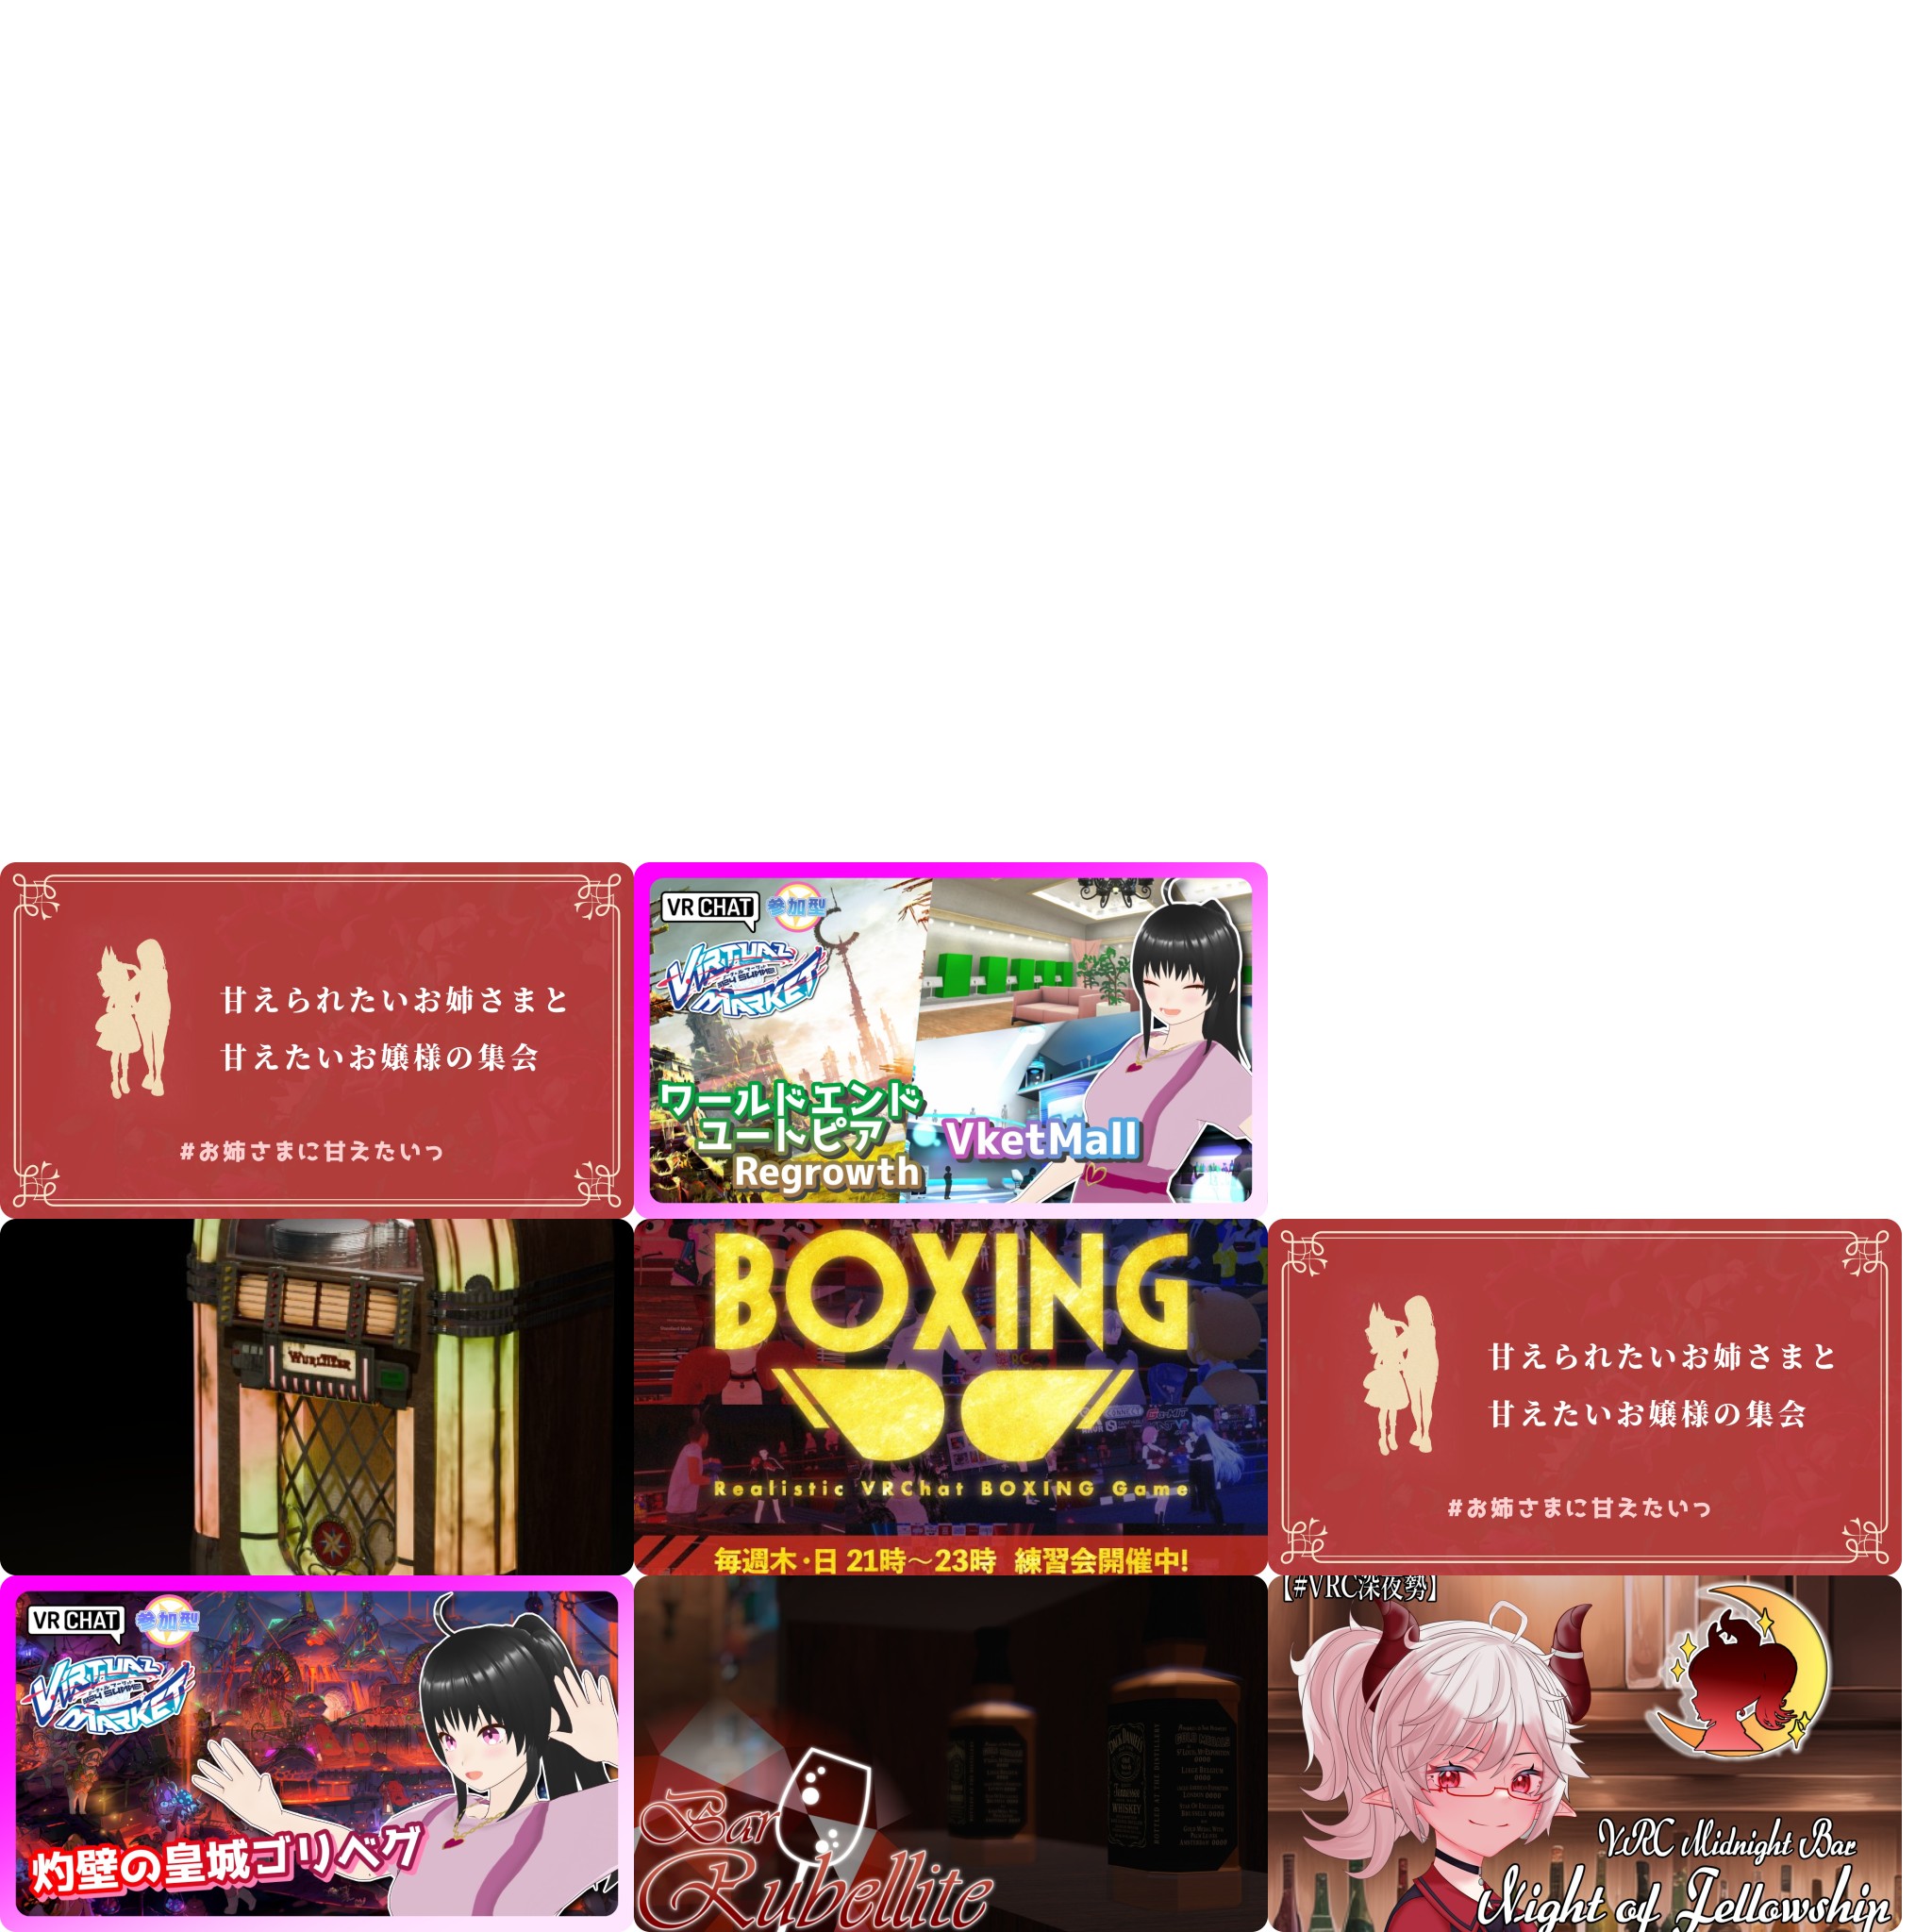 甘えられたいお姉さまと
甘えたいお嬢様の集会
#お姉さまに甘えたいっ
VR CHAT 参加型
VIRTUAL MARKET
ワールドエンド
ユートピア
Regrowth
VketMall
WURLITZER
BOXING
Realistic VRChat BOXING Game
毎週木・日 21時～23時 練習会開催中!
甘えられたいお姉さまと
甘えたいお嬢様の集会
#お姉さまに甘えたいっ
VR CHAT 参加型
VIRTUAL MARKET
灼壁の皇城ゴリベグ
Bar
Rubellite
【#VRC深夜勢】
VRC Midnight Bar
Night of Fellowship